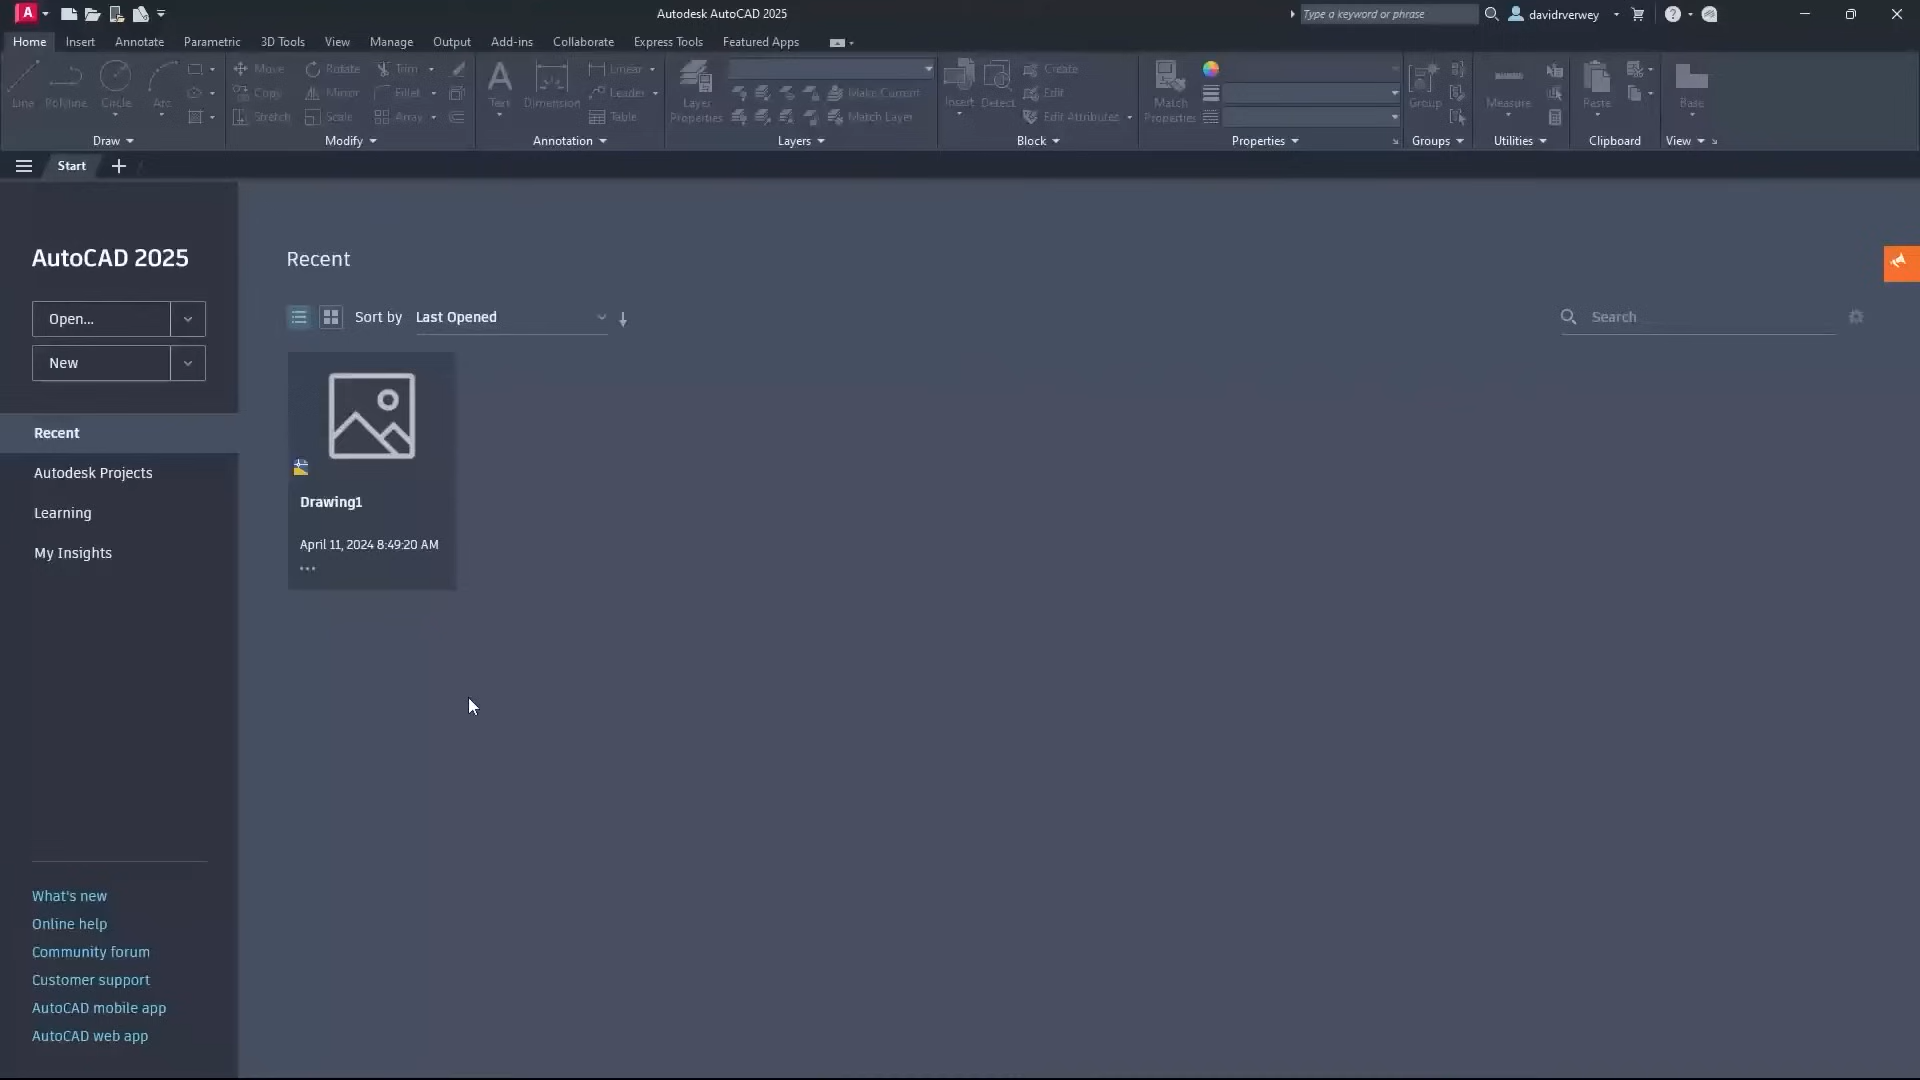 A
Autodesk AutoCAD 2025
Type a keyword or phrase
davidrverwey
Home Insert Annotate Parametric 3D Tools View Manage Output Add-ins Collaborate Express Tools Featured Apps
Move Rotate Trim Linear Create
Copy Mirror Fillet Leader Make Current Edit
Line Polyline Circle Arc Text Dimension Layer Insert Detect Match Group Measure Paste Base
Properties Properties
Stretch Scale Array Table Match Layer Edit Attributes
Draw Modify Annotation Layers Block Properties Groups Utilities Clipboard View
Start
AutoCAD 2025
Open...
New
Recent
Autodesk Projects
Learning
My Insights
What's new
Online help
Community forum
Customer support
AutoCAD mobile app
AutoCAD web app
Recent
Sort by Last Opened
Search
Drawing1
April 11, 2024 8:49:20 AM